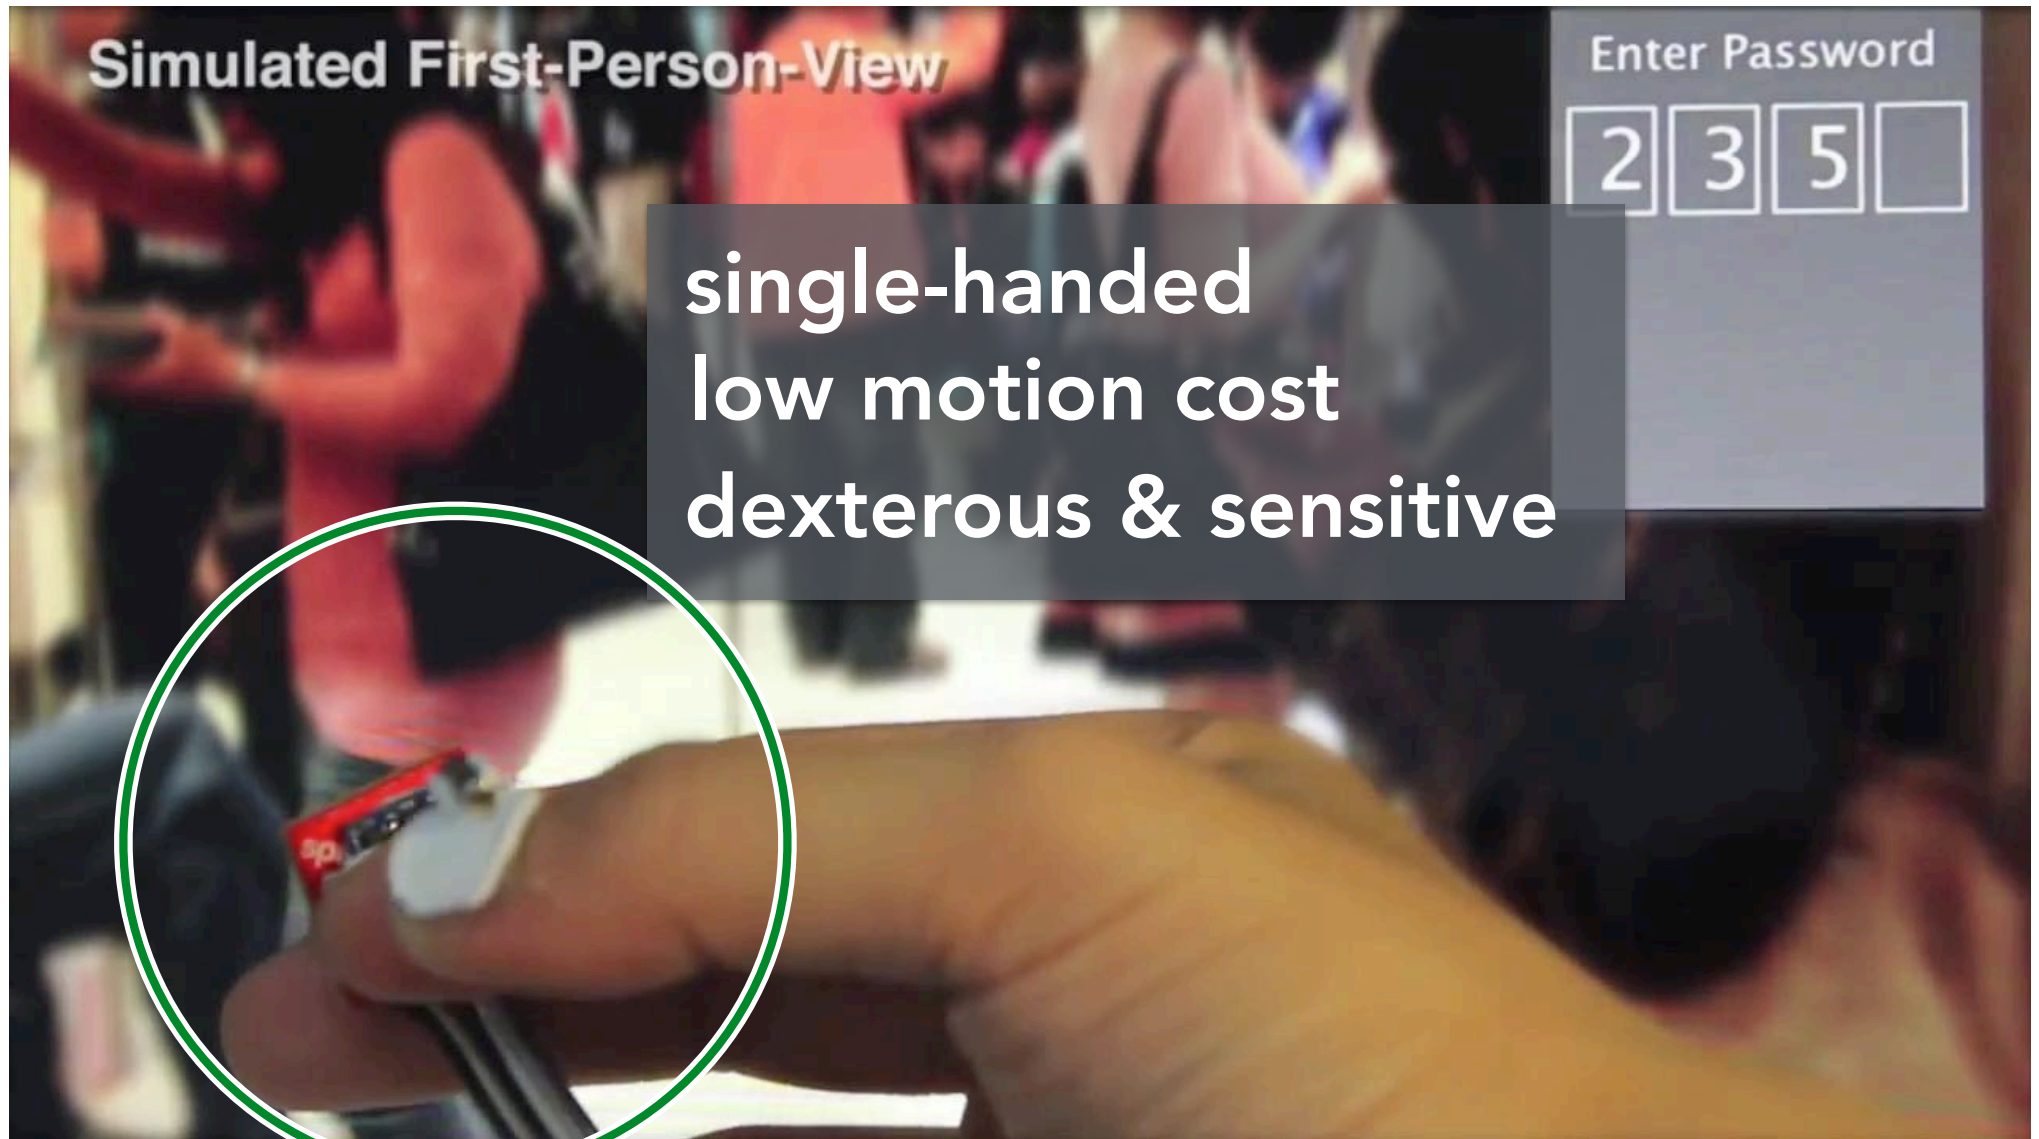 Simulated First-Person-View
Enter Password
2 3 5
single-handed
low motion cost
dexterous & sensitive